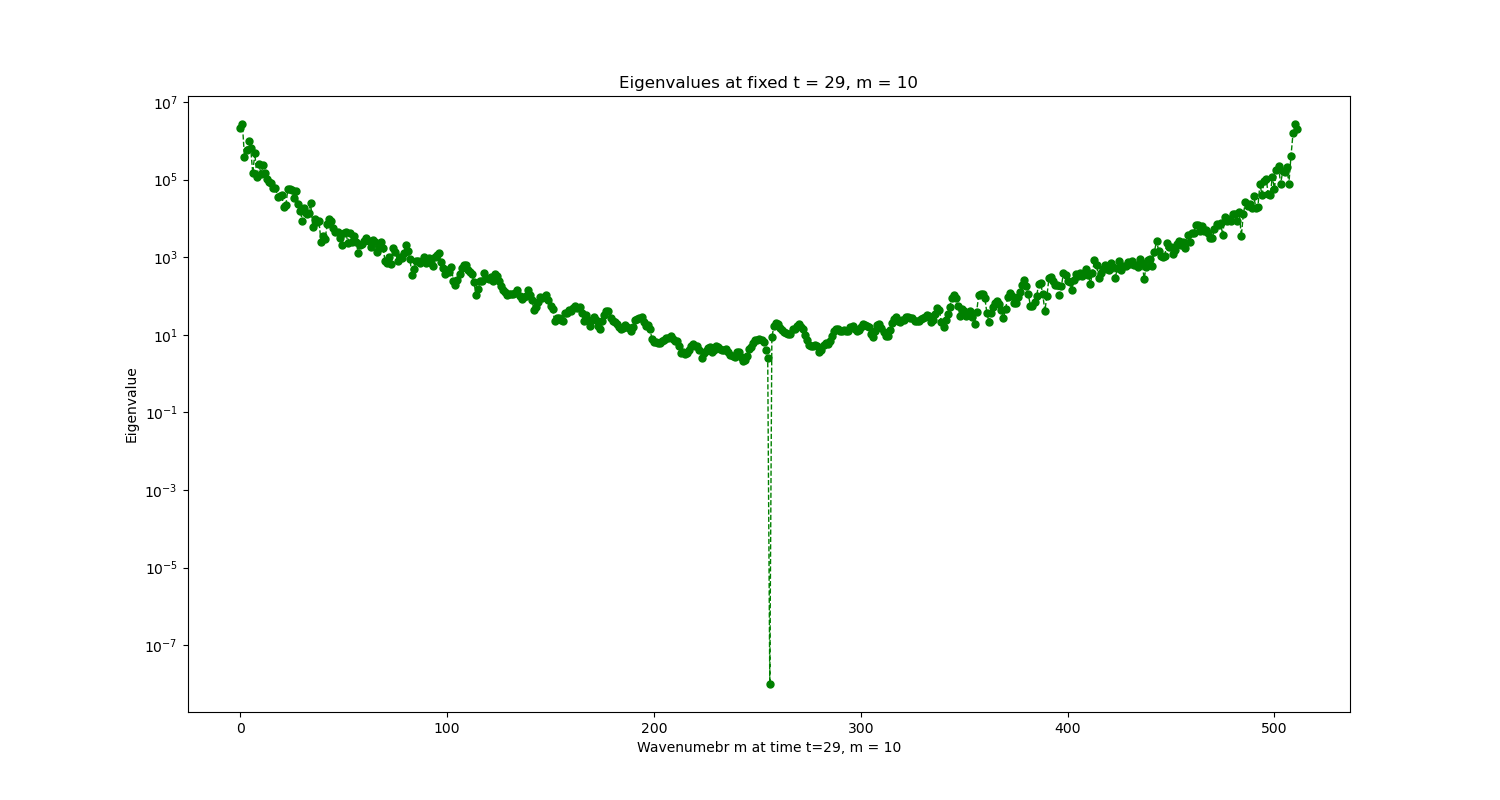 Eigenvalues at fixed t = 29, m = 10
10^7
10^5
10^3
10^1
10^−1
10^−3
10^−5
10^−7
Eigenvalue
0 100 200 300 400 500
Wavenumebr m at time t=29, m = 10